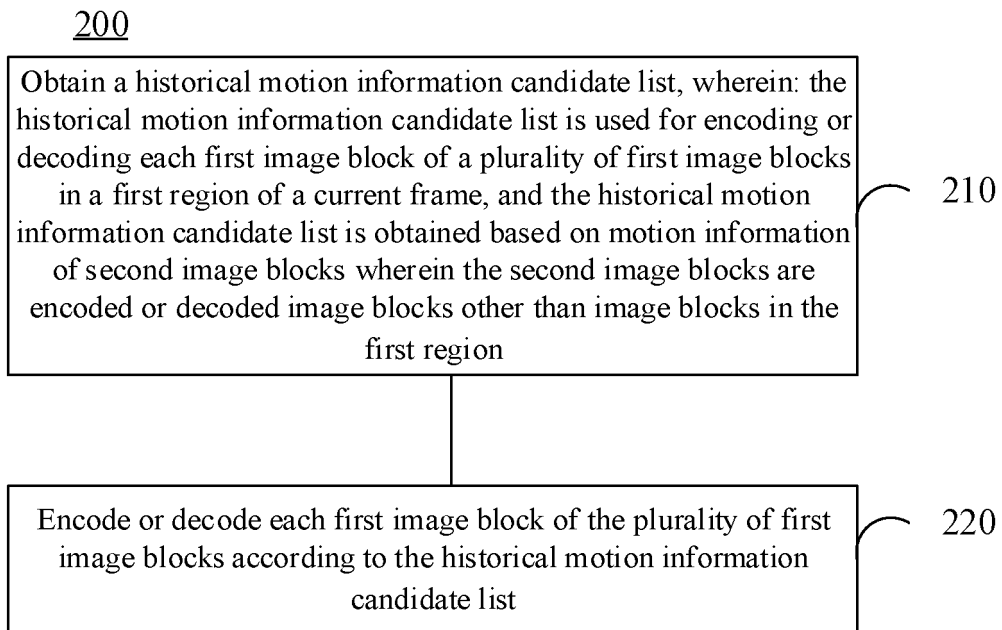 200
Obtain a historical motion information candidate list, wherein: the
historical motion information candidate list is used for encoding or
decoding each first image block of a plurality of first image blocks
in a first region of a current frame, and the historical motion
information candidate list is obtained based on motion information
of second image blocks wherein the second image blocks are
encoded or decoded image blocks other than image blocks in the
first region
210
Encode or decode each first image block of the plurality of first
image blocks according to the historical motion information
candidate list
220